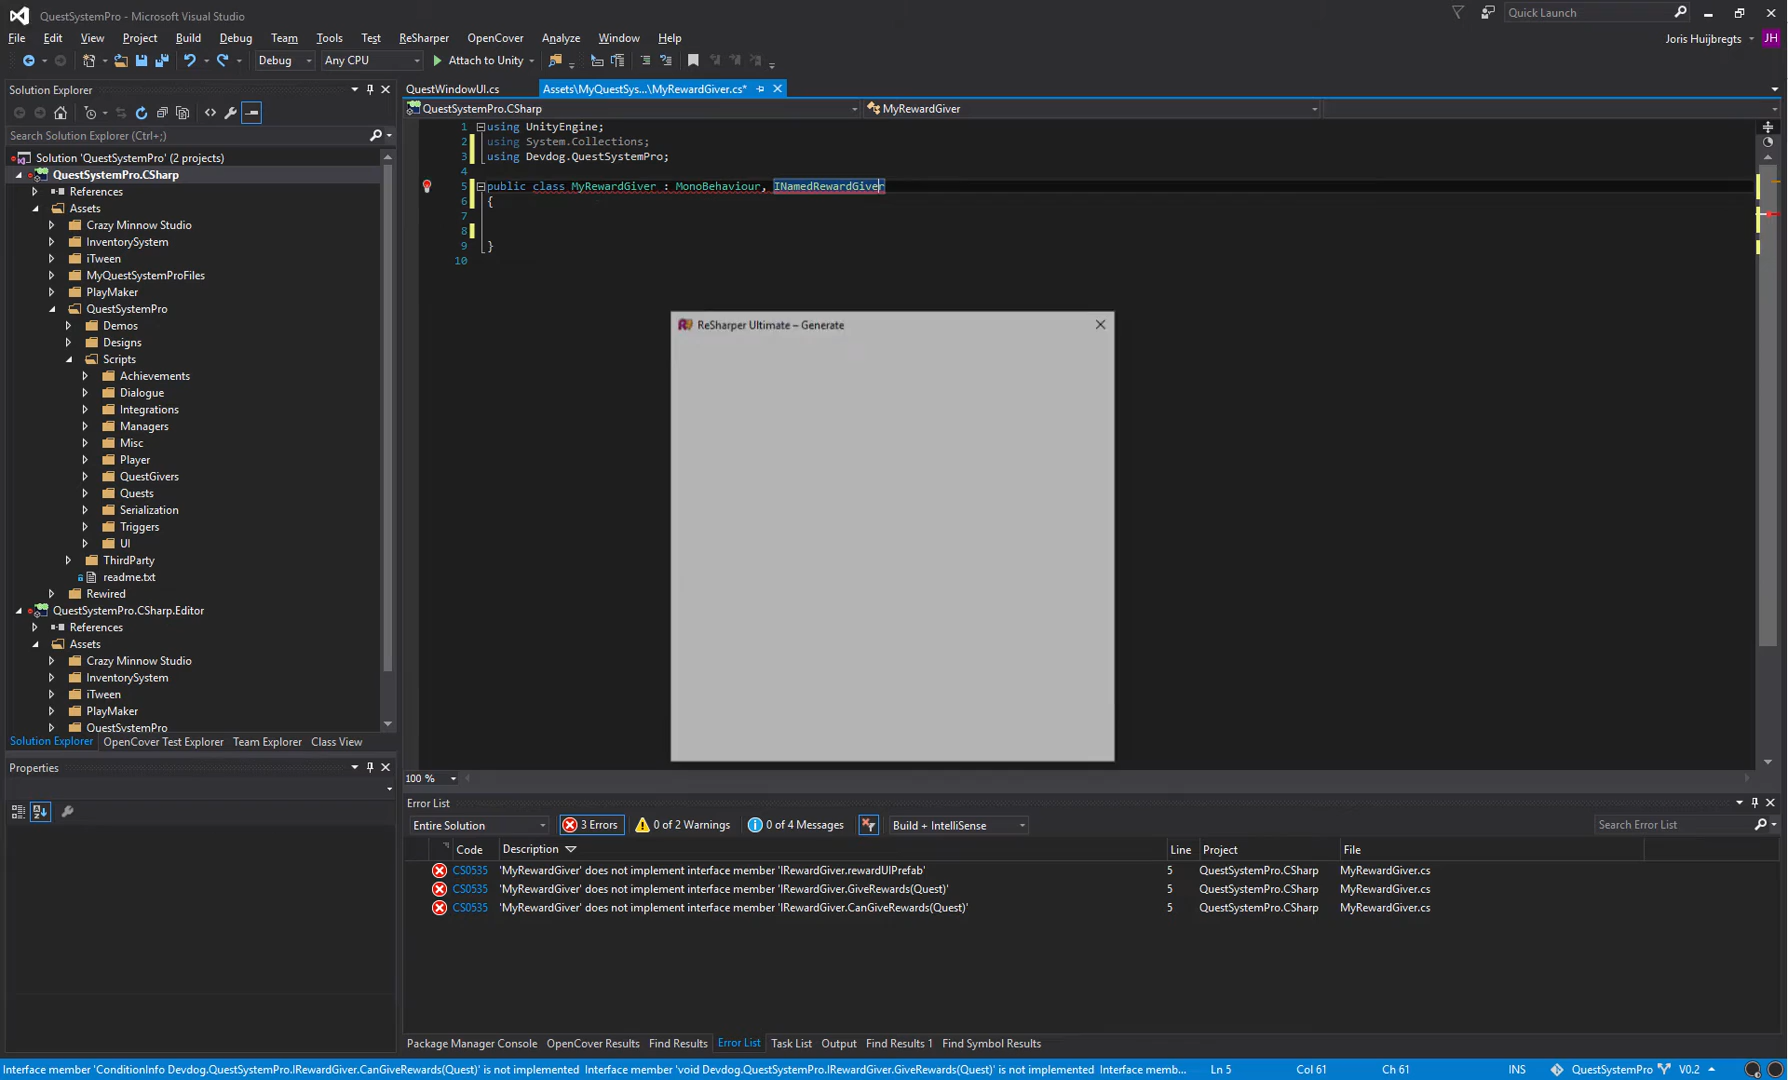 QuestSystemPro - Microsoft Visual Studio
Quick Launch
File Edit View Project Build Debug Team Tools Test ReSharper OpenCover Analyze Window Help
Joris Huijbregts JH
Debug Any CPU Attach to Unity
Solution Explorer
QuestWindowUI.cs Assets\MyQuestSys...\MyRewardGiver.cs*
QuestSystemPro.CSharp MyRewardGiver
Search Solution Explorer (Ctrl+;)
Solution 'QuestSystemPro' (2 projects)
QuestSystemPro.CSharp
References
Assets
Crazy Minnow Studio
InventorySystem
iTween
MyQuestSystemProFiles
PlayMaker
QuestSystemPro
Demos
Designs
Scripts
Achievements
Dialogue
Integrations
Managers
Misc
Player
QuestGivers
Quests
Serialization
Triggers
UI
ThirdParty
readme.txt
Rewired
QuestSystemPro.CSharp.Editor
References
Assets
Crazy Minnow Studio
InventorySystem
iTween
PlayMaker
QuestSystemPro
Solution Explorer OpenCover Test Explorer Team Explorer Class View
Properties
1 using UnityEngine;
2 using System.Collections;
3 using Devdog.QuestSystemPro;
4
5 public class MyRewardGiver : MonoBehaviour, INamedRewardGiver
6 {
7
8
9 }
10
ReSharper Ultimate – Generate
100 %
Error List
Entire Solution 3 Errors 0 of 2 Warnings 0 of 4 Messages Build + IntelliSense Search Error List
Code Description Line Project File
CS0535 'MyRewardGiver' does not implement interface member 'IRewardGiver.rewardUIPrefab' 5 QuestSystemPro.CSharp MyRewardGiver.cs
CS0535 'MyRewardGiver' does not implement interface member 'IRewardGiver.GiveRewards(Quest)' 5 QuestSystemPro.CSharp MyRewardGiver.cs
CS0535 'MyRewardGiver' does not implement interface member 'IRewardGiver.CanGiveRewards(Quest)' 5 QuestSystemPro.CSharp MyRewardGiver.cs
Package Manager Console OpenCover Results Find Results Error List Task List Output Find Results 1 Find Symbol Results
Interface member 'ConditionInfo Devdog.QuestSystemPro.IRewardGiver.CanGiveRewards(Quest)' is not implemented Interface member 'void Devdog.QuestSystemPro.IRewardGiver.GiveRewards(Quest)' is not implemented Interface memb... Ln 5 Col 61 Ch 61 INS QuestSystemPro V0.2